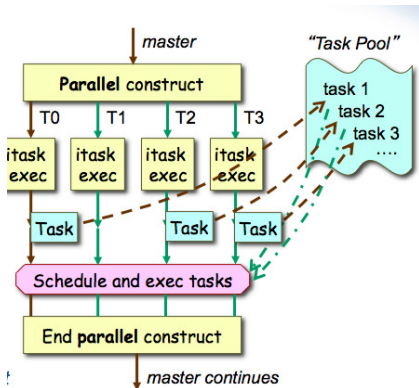 master
"Task Pool"
Parallel construct
task 1
task 2
task 3
....
T0
T1
T2
T3
itask
exec
itask
exec
itask
exec
itask
exec
Task
Task
Task
Schedule and exec tasks
End parallel construct
master continues